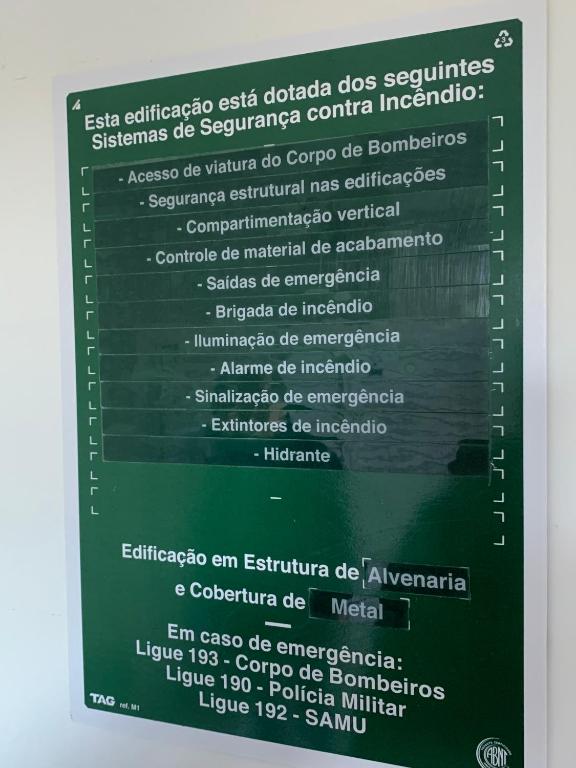 Esta edificação está dotada dos seguintes
Sistemas de Segurança contra Incêndio:
- Acesso de viatura do Corpo de Bombeiros
- Segurança estrutural nas edificações
- Compartimentação vertical
- Controle de material de acabamento
- Saídas de emergência
- Brigada de incêndio
- Iluminação de emergência
- Alarme de incêndio
- Sinalização de emergência
- Extintores de incêndio
- Hidrante
Edificação em Estrutura de Alvenaria
e Cobertura de Metal
Em caso de emergência:
Ligue 193 - Corpo de Bombeiros
Ligue 190 - Polícia Militar
Ligue 192 - SAMU
TAG ref. M1
ABNT